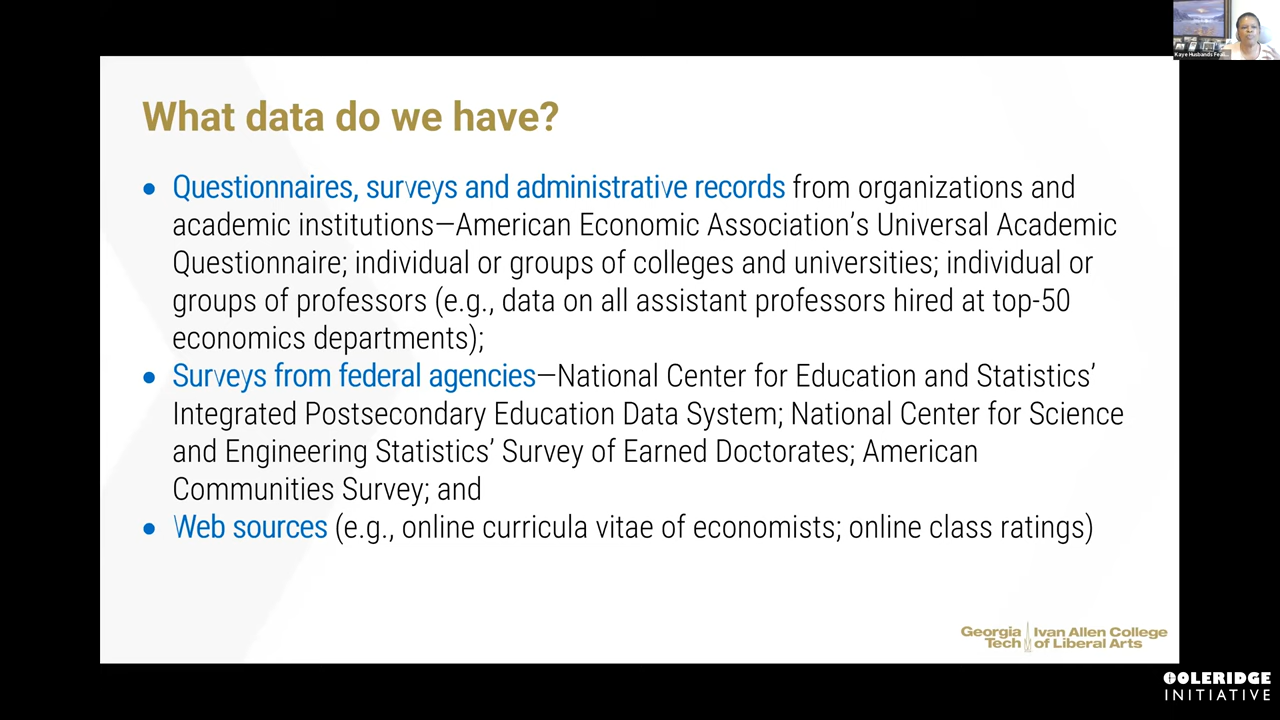 Kaye Husbands Feal...
What data do we have?
• Questionnaires, surveys and administrative records from organizations and
academic institutions—American Economic Association’s Universal Academic
Questionnaire; individual or groups of colleges and universities; individual or
groups of professors (e.g., data on all assistant professors hired at top-50
economics departments);
• Surveys from federal agencies—National Center for Education and Statistics’
Integrated Postsecondary Education Data System; National Center for Science
and Engineering Statistics’ Survey of Earned Doctorates; American
Communities Survey; and
• Web sources (e.g., online curricula vitae of economists; online class ratings)
Georgia Tech
Ivan Allen College
of Liberal Arts
COLERIDGE
INITIATIVE